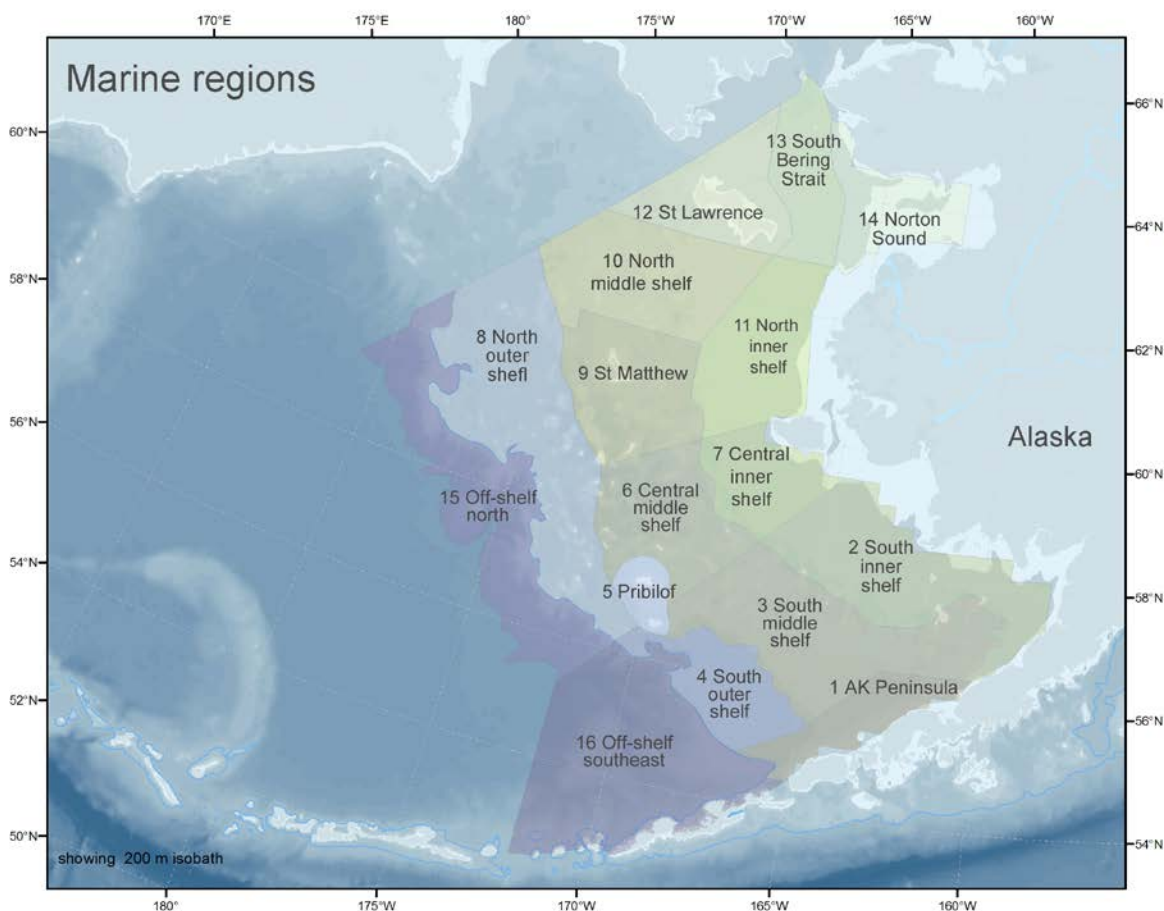 170°E 175°E 180° 175°W 170°W 165°W 160°W
Marine regions
66°N
60°N
13 South
Bering
Strait
12 St Lawrence
14 Norton
Sound
64°N
10 North
middle shelf
58°N
8 North
outer
shefl
11 North
inner
shelf
62°N
9 St Matthew
56°N
Alaska
7 Central
inner
shelf
60°N
6 Central
middle
shelf
15 Off-shelf
north
54°N
2 South
inner
shelf
5 Pribilof
58°N
3 South
middle
shelf
4 South
outer
shelf
1 AK Peninsula
52°N
56°N
16 Off-shelf
southeast
50°N
54°N
showing 200 m isobath
180° 175°W 170°W 165°W 160°W